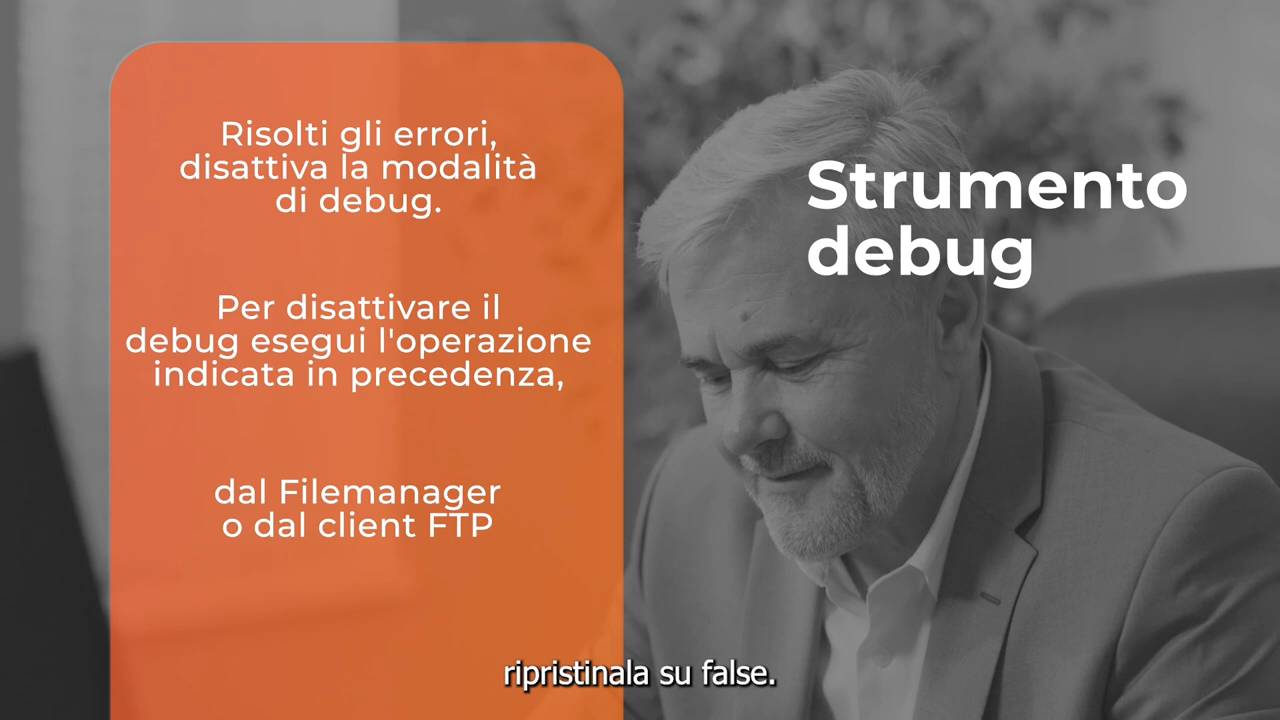 Risolti gli errori,
disattiva la modalità
di debug.
Per disattivare il
debug esegui l'operazione
indicata in precedenza,
dal Filemanager
o dal client FTP
Strumento
debug
ripristinala su false.